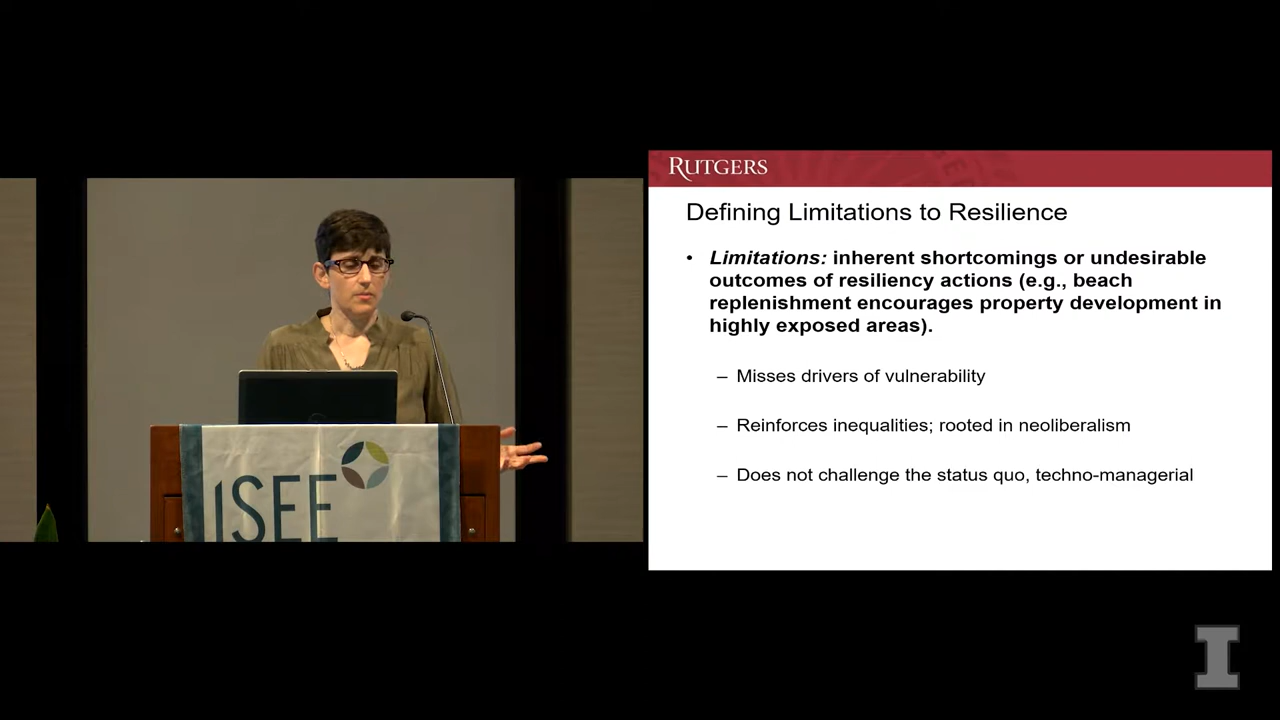 RUTGERS
Defining Limitations to Resilience
• Limitations: inherent shortcomings or undesirable
outcomes of resiliency actions (e.g., beach
replenishment encourages property development in
highly exposed areas).
– Misses drivers of vulnerability
– Reinforces inequalities; rooted in neoliberalism
– Does not challenge the status quo, techno-managerial
ISEE
I